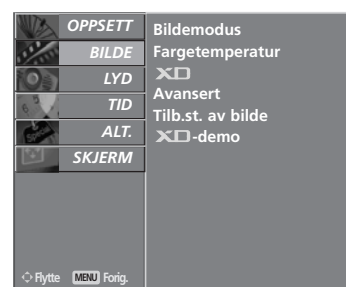 OPPSETT
BILDE
LYD
TID
ALT.
SKJERM
Flytte MENU Forig.
Bildemodus
Fargetemperatur
XD
Avansert
Tilb.st. av bilde
XD-demo